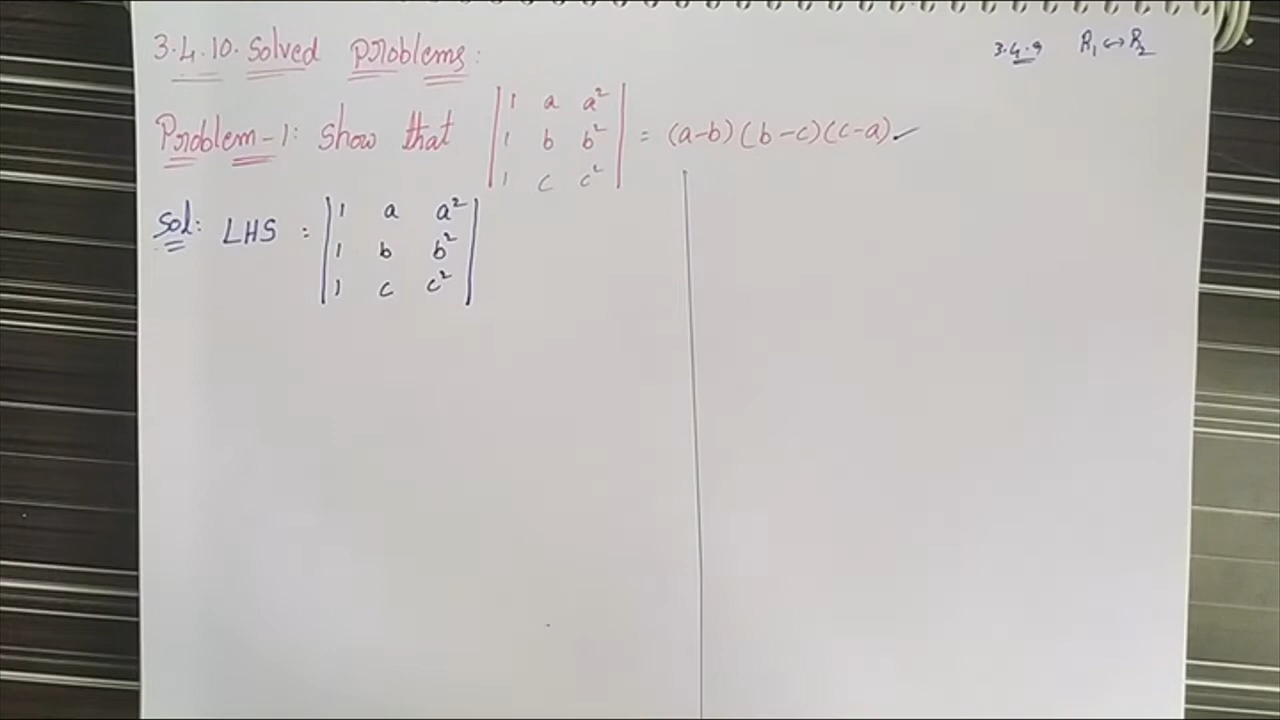 3.4.10. Solved Problems:
3.4.9 R₁ ↔ R₂
Problem-1: Show that | 1 a a² | = (a-b)(b-c)(c-a) ✓
| 1 b b² |
| 1 c c² |
Sol: LHS = | 1 a a² |
| 1 b b² |
| 1 c c² |